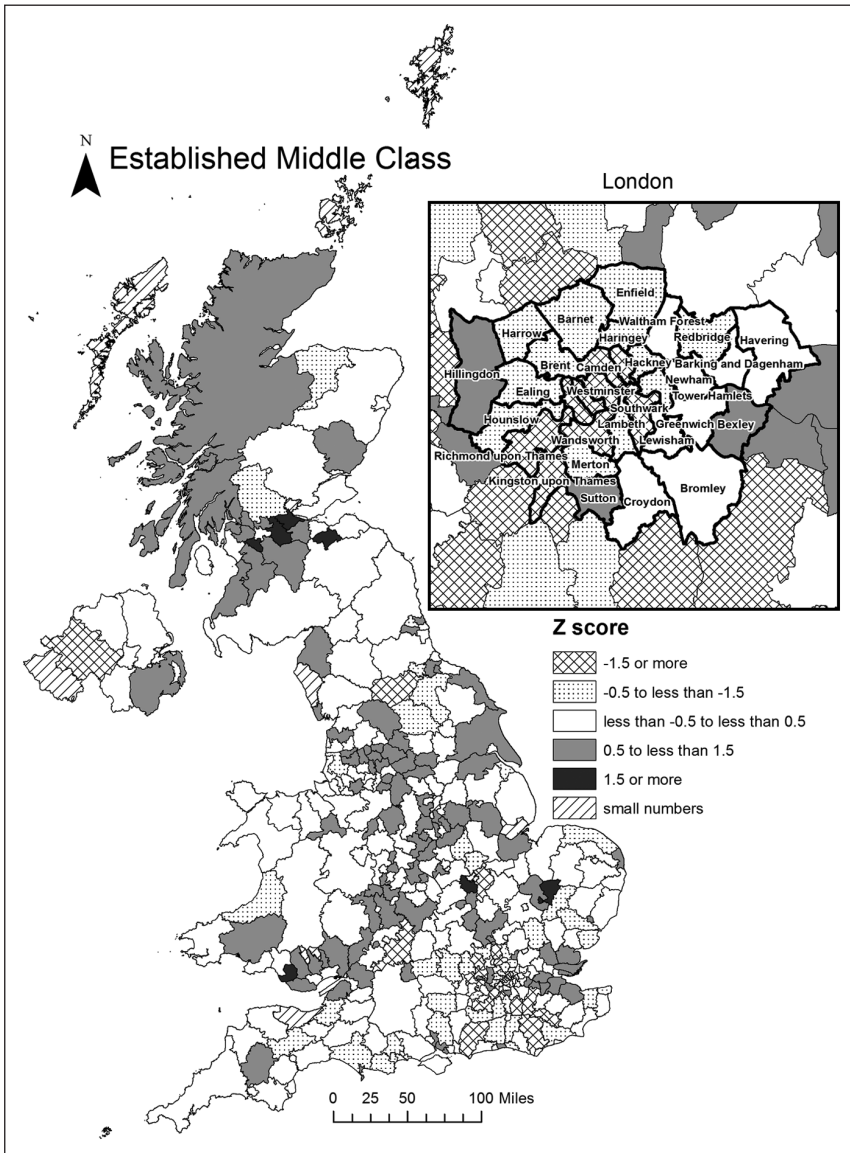 N
Established Middle Class
London
Enfield
Barnet
Waltham Forest
Harrow
Haringey
Redbridge
Havering
Hillingdon
Brent
Camden
Hackney
Barking and Dagenham
Newham
Ealing
Westminster
Tower Hamlets
Southwark
Hounslow
Lambeth
Greenwich
Bexley
Wandsworth
Lewisham
Richmond upon Thames
Merton
Kingston upon Thames
Bromley
Sutton
Croydon
Z score
-1.5 or more
-0.5 to less than -1.5
less than -0.5 to less than 0.5
0.5 to less than 1.5
1.5 or more
small numbers
0 25 50 100 Miles